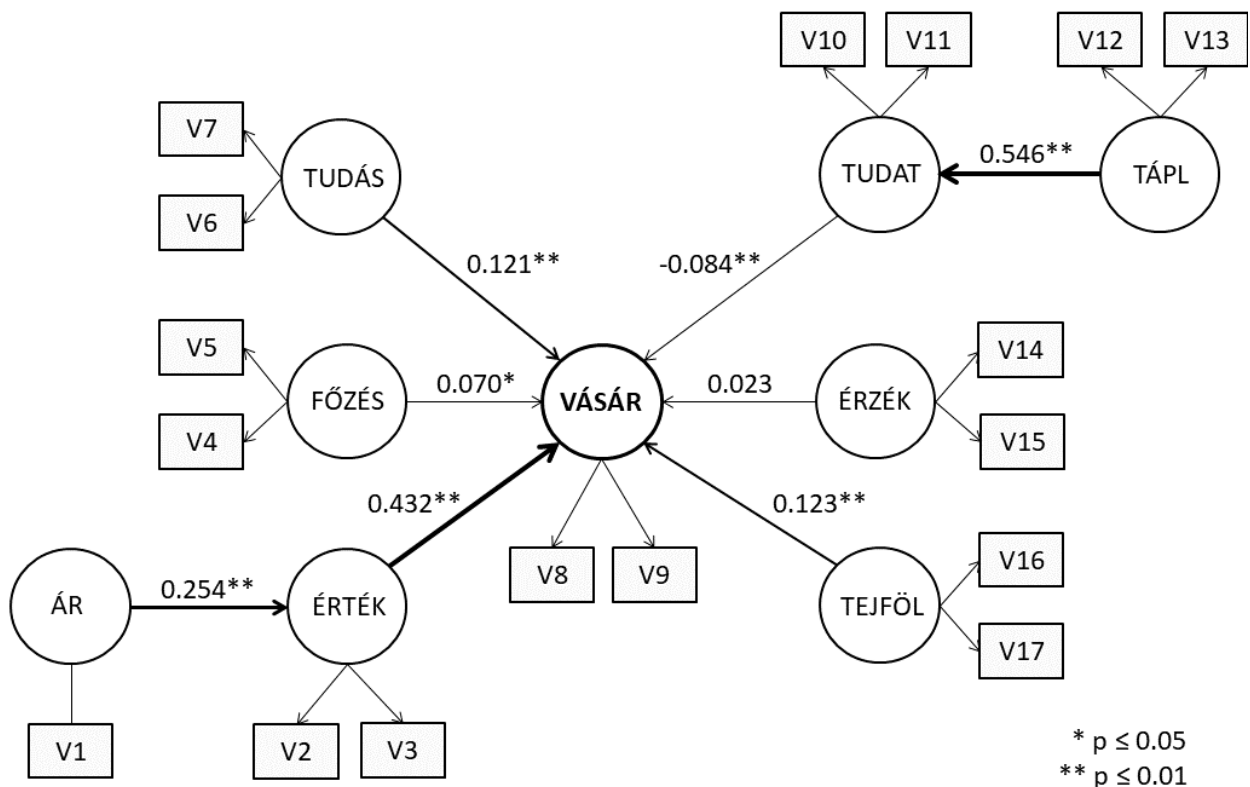 V10 V11 V12 V13
V7
TUDÁS
V6
TUDAT
0.546**
TÁPL
0.121**
-0.084**
V5
FŐZÉS
V4
0.070*
VÁSÁR
0.023
ÉRZÉK
V14
V15
0.432**
0.123**
V8 V9
ÁR
0.254**
ÉRTÉK
TEJFÖL
V16
V17
V1
V2 V3
* p ≤ 0.05
** p ≤ 0.01